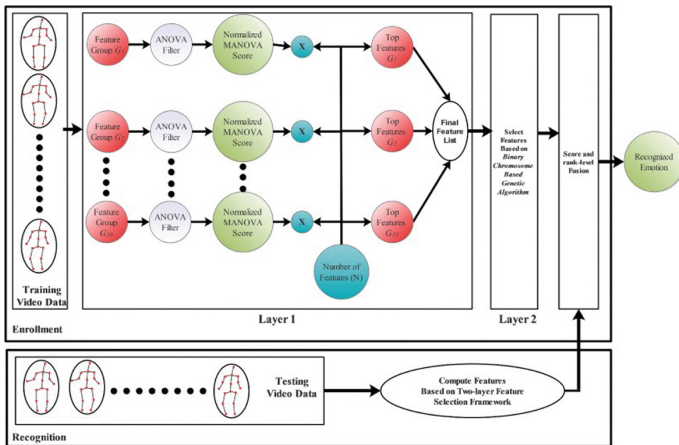 Feature
Group G1
ANOVA
Filter
Normalized
MANOVA
Score
X
Top
Features
G1
Feature
Group G2
ANOVA
Filter
Normalized
MANOVA
Score
X
Top
Features
G2
Final
Feature
List
Select
Features
Based on
Binary
Chromosome
Based
Genetic
Algorithm
Score and
rank-level
Fusion
Recognized
Emotion
Feature
Group
G16
ANOVA
Filter
Normalized
MANOVA
Score
X
Top
Features
G16
Number of
Features (N)
Training
Video Data
Layer 1
Layer 2
Enrollment
Testing
Video Data
Compute Features
Based on Two-layer Feature
Selection Framework
Recognition